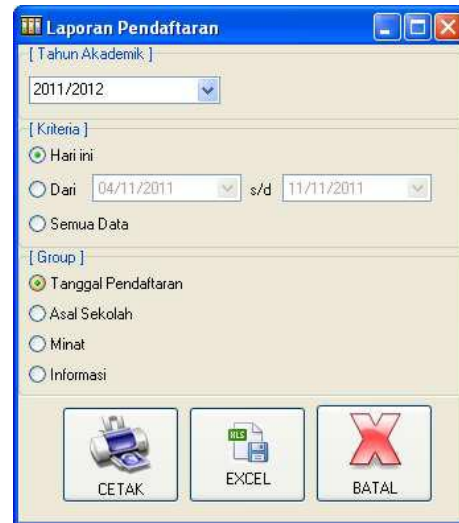 Laporan Pendaftaran
[ Tahun Akademik ]
2011/2012
[ Kriteria ]
Hari ini
Dari 04/11/2011 s/d 11/11/2011
Semua Data
[ Group ]
Tanggal Pendaftaran
Asal Sekolah
Minat
Informasi
XLS
CETAK EXCEL BATAL